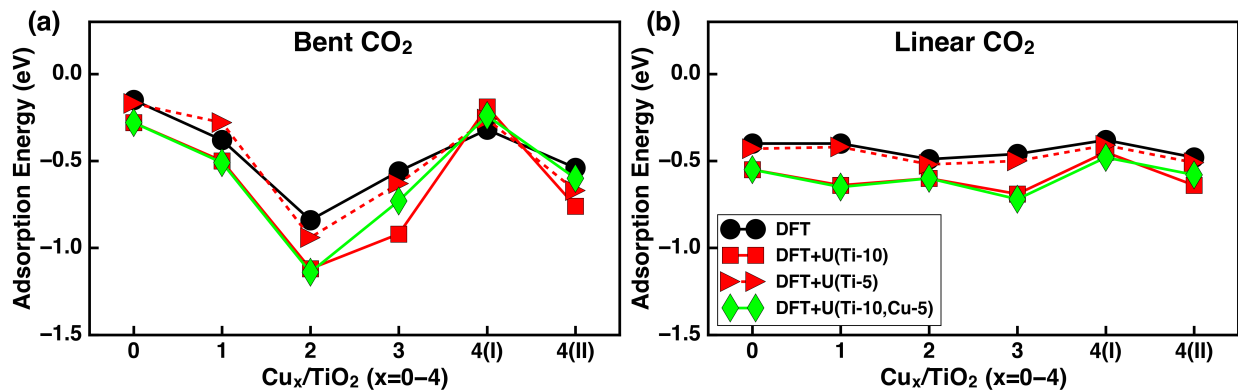 (a)
Bent CO₂
Adsorption Energy (eV)
0.0
−0.5
−1.0
−1.5
0 1 2 3 4(I) 4(II)
Cuₓ/TiO₂ (x=0–4)
(b)
Linear CO₂
Adsorption Energy (eV)
0.0
−0.5
−1.0
−1.5
DFT
DFT+U(Ti-10)
DFT+U(Ti-5)
DFT+U(Ti-10,Cu-5)
0 1 2 3 4(I) 4(II)
Cuₓ/TiO₂ (x=0–4)